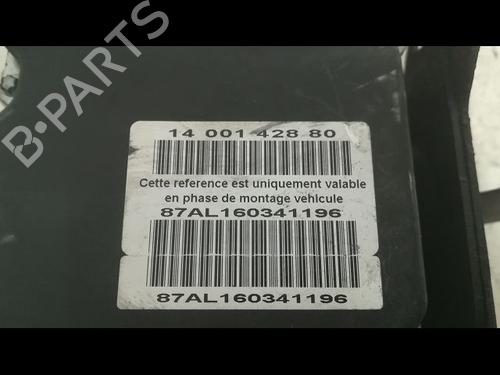 B-PARTS
14 001 428 80
Cette reference est uniquement valable
en phase de montage vehicule
87AL160341196
87AL160341196